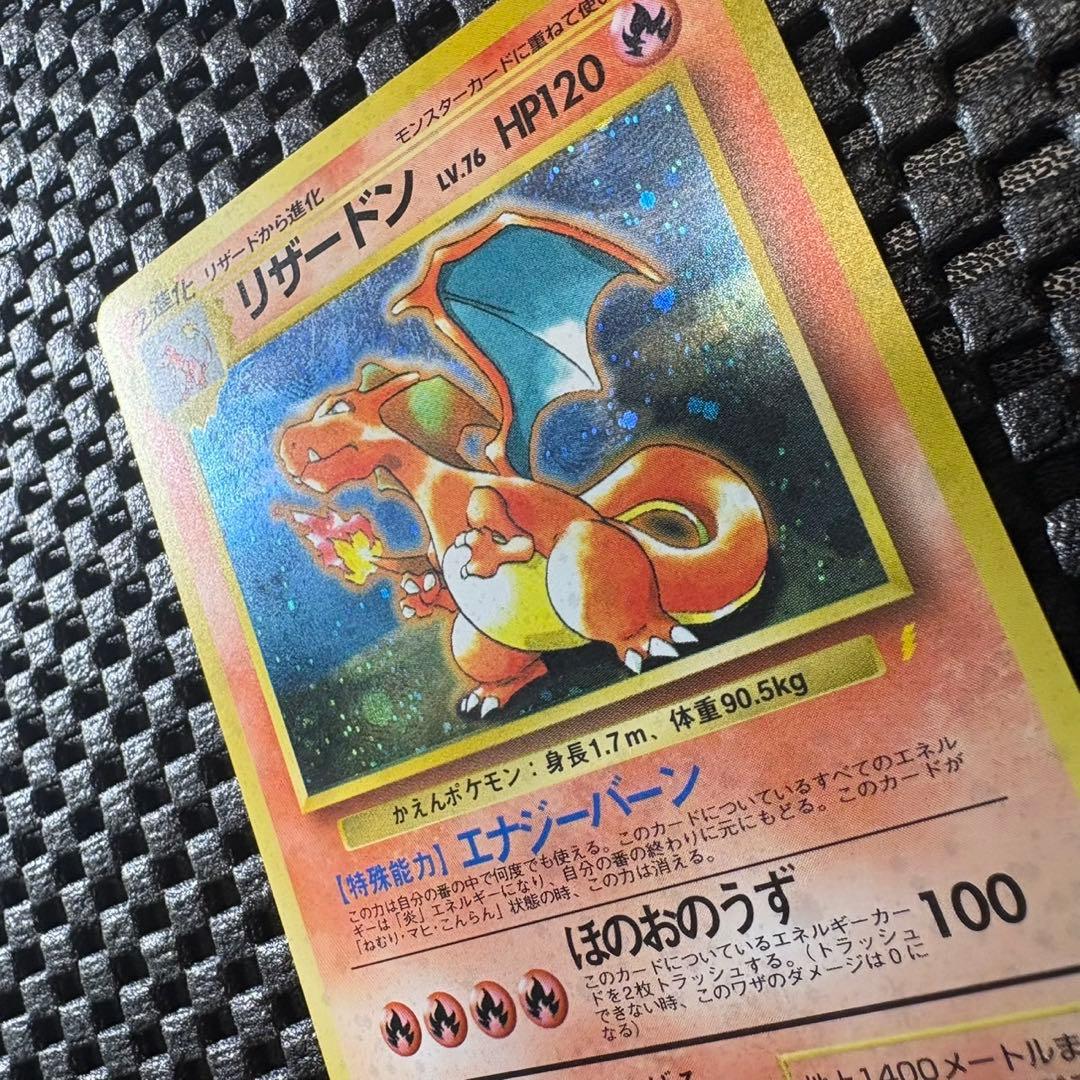 モンスターカードに重ねて使い
2進化 リザードから進化
リザードン LV.76 HP120
かえんポケモン：身長1.7m、体重90.5kg
【特殊能力】エナジーバーン
この力は自分の番の中で何度でも使える。このカードについているすべてのエネル
ギーは「炎」エネルギーになり、自分の番の終わりに元にもどる。このカードが
「ねむり・マヒ・こんらん」状態の時、この力は消える。
ほのおのうず 100
このカードについているエネルギーカー
ドを2枚トラッシュする。（トラッシュ
できない時、このワザのダメージは0に
なる）
1400メートルま